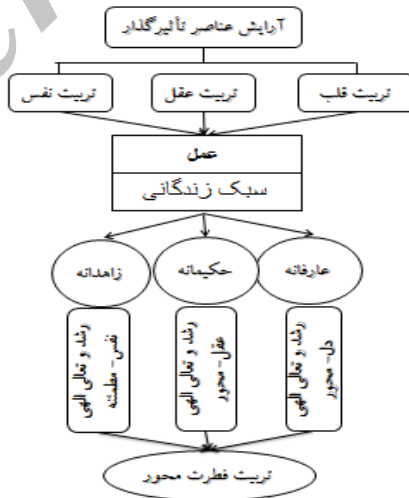 آرایش عناصر تأثیرگذار
تربیت قلب
تربیت عقل
تربیت نفس
عمل
سبک زندگانی
عارفانه
حکیمانه
زاهدانه
رشد و تعالی الهی
دل- محور
رشد و تعالی الهی
عقل- محور
رشد و تعالی الهی
نفس- مطمئنه
تربیت فطرت محور